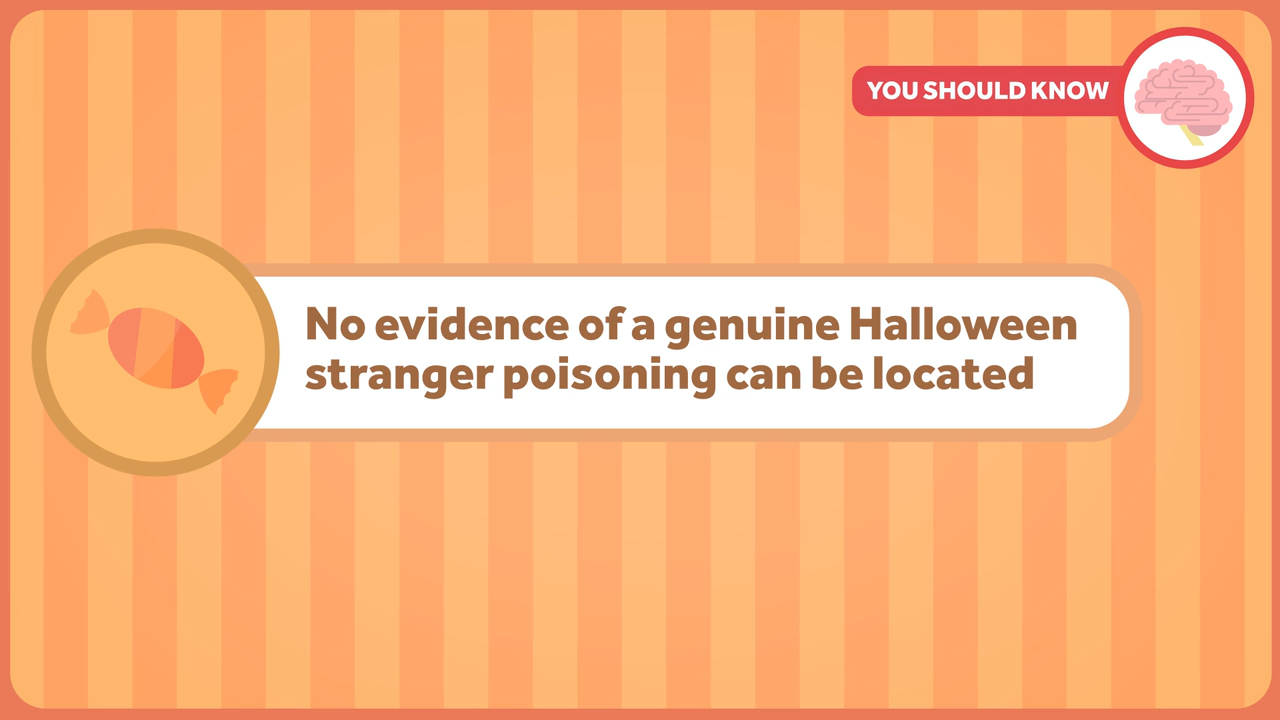 YOU SHOULD KNOW
No evidence of a genuine Halloween
stranger poisoning can be located